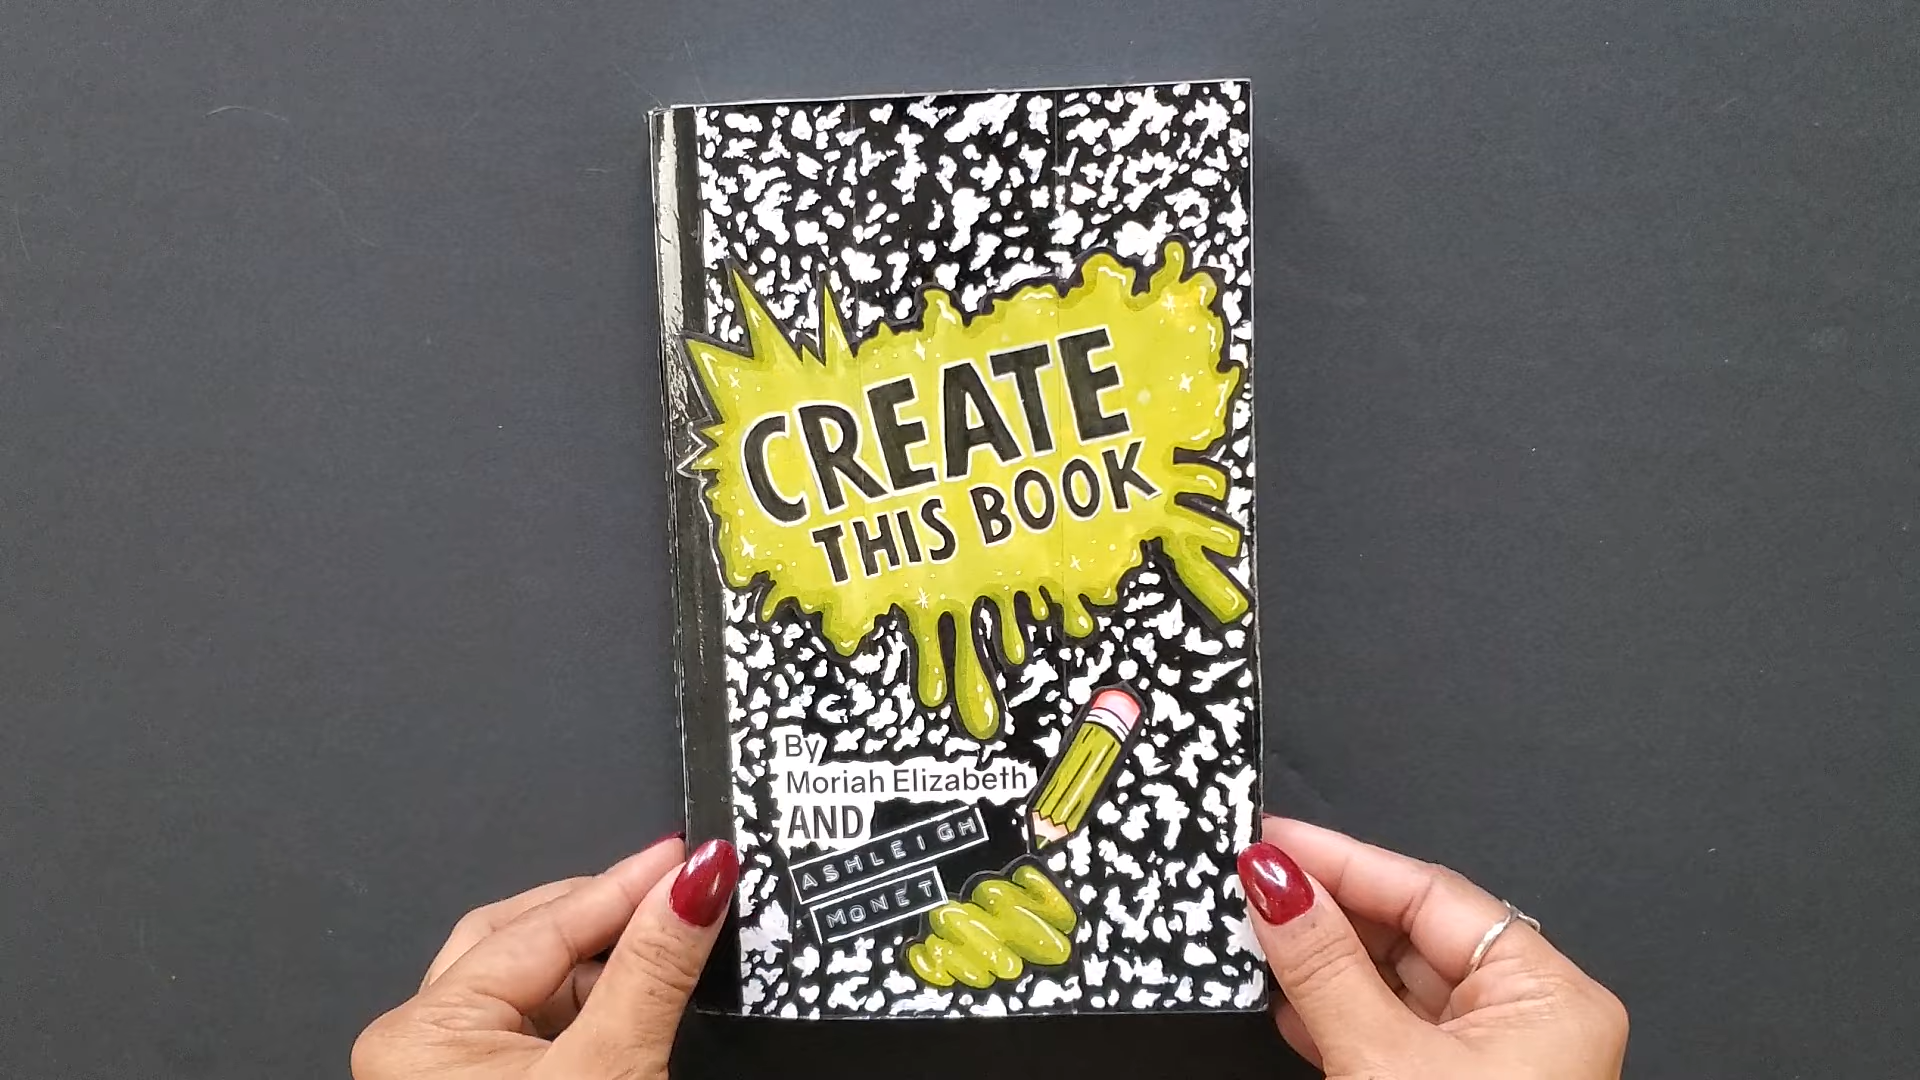 CREATE
THIS BOOK
By
Moriah Elizabeth
AND
ASHLEIGH
MONET